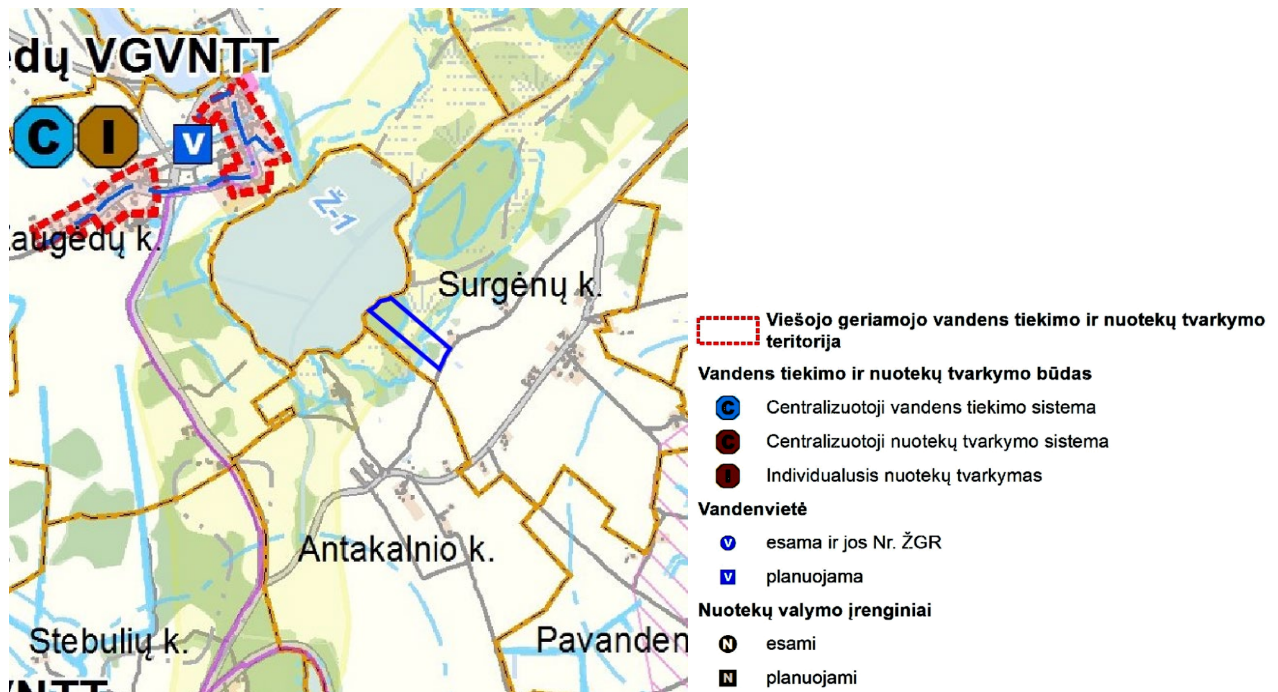 dų VGVNTT
C I V
Ž-1
augėdų k.
Surgėnų k.
Antakalnio k.
Stebulių k.
Pavanden
VNTT
Viešojo geriamojo vandens tiekimo ir nuotekų tvarkymo
teritorija
Vandens tiekimo ir nuotekų tvarkymo būdas
C Centralizuotoji vandens tiekimo sistema
C Centralizuotoji nuotekų tvarkymo sistema
I Individualusis nuotekų tvarkymas
Vandenvietė
V esama ir jos Nr. ŽGR
V planuojama
Nuotekų valymo įrenginiai
N esami
N planuojami